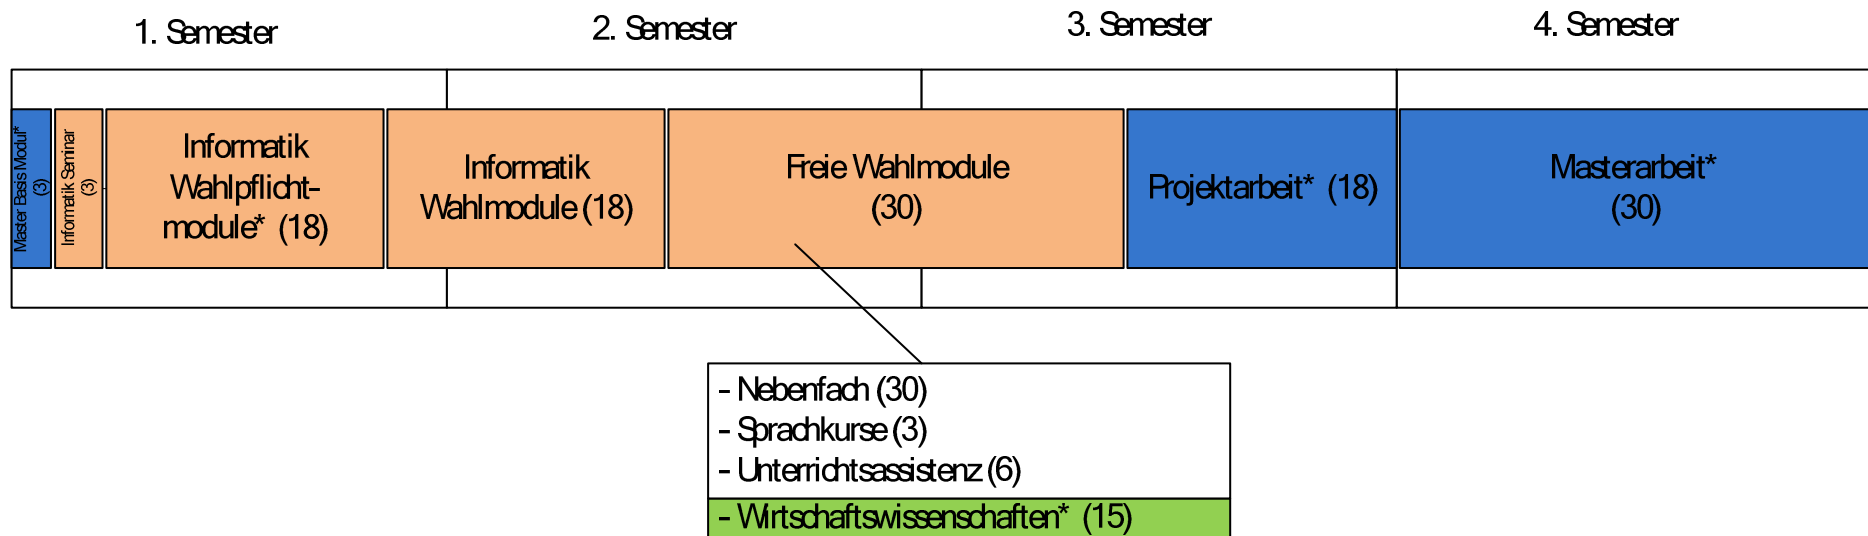 1. Semester
2. Semester
3. Semester
4. Semester
Master Basis Modul*
(3)
Informatik Seminar
(3)
Informatik
Wahlpflicht-
module* (18)
Informatik
Wahlmodule (18)
Freie Wahlmodule
(30)
Projektarbeit* (18)
Masterarbeit*
(30)
- Nebenfach (30)
- Sprachkurse (3)
- Unterrichtsassistenz (6)
- Wirtschaftswissenschaften* (15)